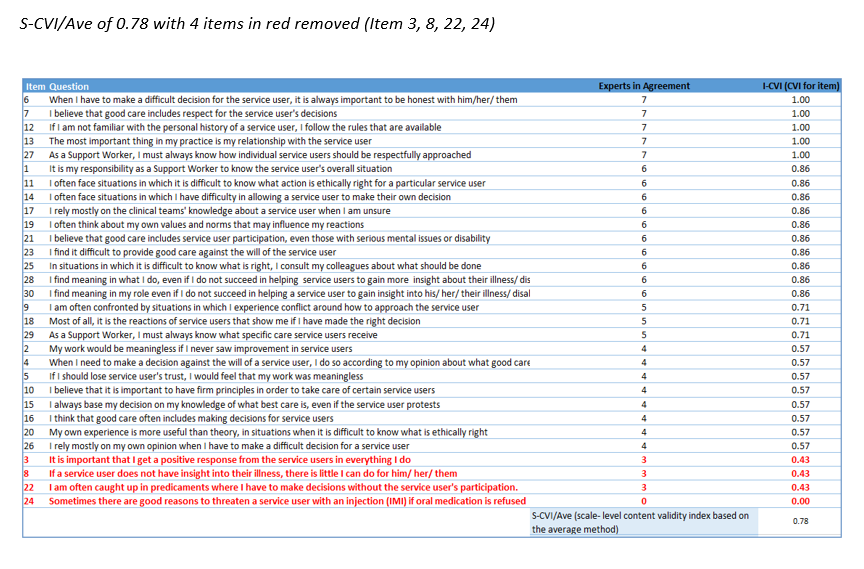 S-CVI/Ave of 0.78 with 4 items in red removed (Item 3, 8, 22, 24)
Item Question Experts in Agreement I-CVI (CVI for item)
6 When I have to make a difficult decision for the service user, it is always important to be honest with him/her/ them 7 1.00
7 I believe that good care includes respect for the service user's decisions 7 1.00
12 If I am not familiar with the personal history of a service user, I follow the rules that are available 7 1.00
13 The most important thing in my practice is my relationship with the service user 7 1.00
27 As a Support Worker, I must always know how individual service users should be respectfully approached 7 1.00
1 It is my responsibility as a Support Worker to know the service user's overall situation 6 0.86
11 I often face situations in which it is difficult to know what action is ethically right for a particular service user 6 0.86
14 I often face situations in which I have difficulty in allowing a service user to make their own decision 6 0.86
17 I rely mostly on the clinical teams' knowledge about a service user when I am unsure 6 0.86
19 I often think about my own values and norms that may influence my reactions 6 0.86
21 I believe that good care includes service user participation, even those with serious mental issues or disability 6 0.86
23 I find it difficult to provide good care against the will of the service user 6 0.86
25 In situations in which it is difficult to know what is right, I consult my colleagues about what should be done 6 0.86
28 I find meaning in what I do, even if I do not succeed in helping service users to gain more insight about their illness/ dis 6 0.86
30 I find meaning in my role even if I do not succeed in helping a service user to gain insight into his/ her/ their illness/ disal 6 0.86
9 I am often confronted by situations in which I experience conflict around how to approach the service user 5 0.71
18 Most of all, it is the reactions of service users that show me if I have made the right decision 5 0.71
29 As a Support Worker, I must always know what specific care service users receive 5 0.71
2 My work would be meaningless if I never saw improvement in service users 4 0.57
4 When I need to make a decision against the will of a service user, I do so according to my opinion about what good care 4 0.57
5 If I should lose service user's trust, I would feel that my work was meaningless 4 0.57
10 I believe that it is important to have firm principles in order to take care of certain service users 4 0.57
15 I always base my decision on my knowledge of what best care is, even if the service user protests 4 0.57
16 I think that good care often includes making decisions for service users 4 0.57
20 My own experience is more useful than theory, in situations when it is difficult to know what is ethically right 4 0.57
26 I rely mostly on my own opinion when I have to make a difficult decision for a service user 4 0.57
3 It is important that I get a positive response from the service users in everything I do 3 0.43
8 If a service user does not have insight into their illness, there is little I can do for him/ her/ them 3 0.43
22 I am often caught up in predicaments where I have to make decisions without the service user's participation. 3 0.43
24 Sometimes there are good reasons to threaten a service user with an injection (IMI) if oral medication is refused 0 0.00
S-CVI/Ave (scale- level content validity index based on
the average method) 0.78